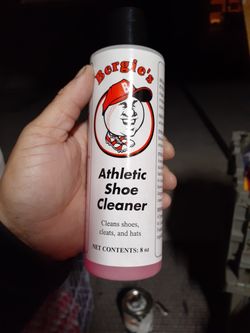 Bergie's
Athletic
Shoe
Cleaner
Cleans shoes,
cleats, and hats
NET CONTENTS: 8 oz